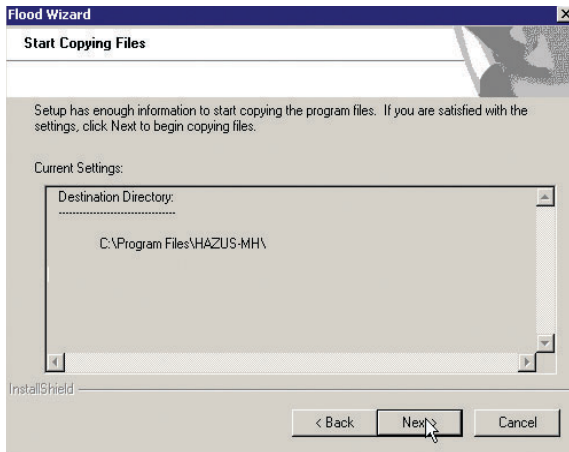 Flood Wizard
Start Copying Files
Setup has enough information to start copying the program files. If you are satisfied with the
settings, click Next to begin copying files.
Current Settings:
Destination Directory:
--------------------------------
C:\Program Files\HAZUS-MH\
InstallShield
< Back
Next >
Cancel